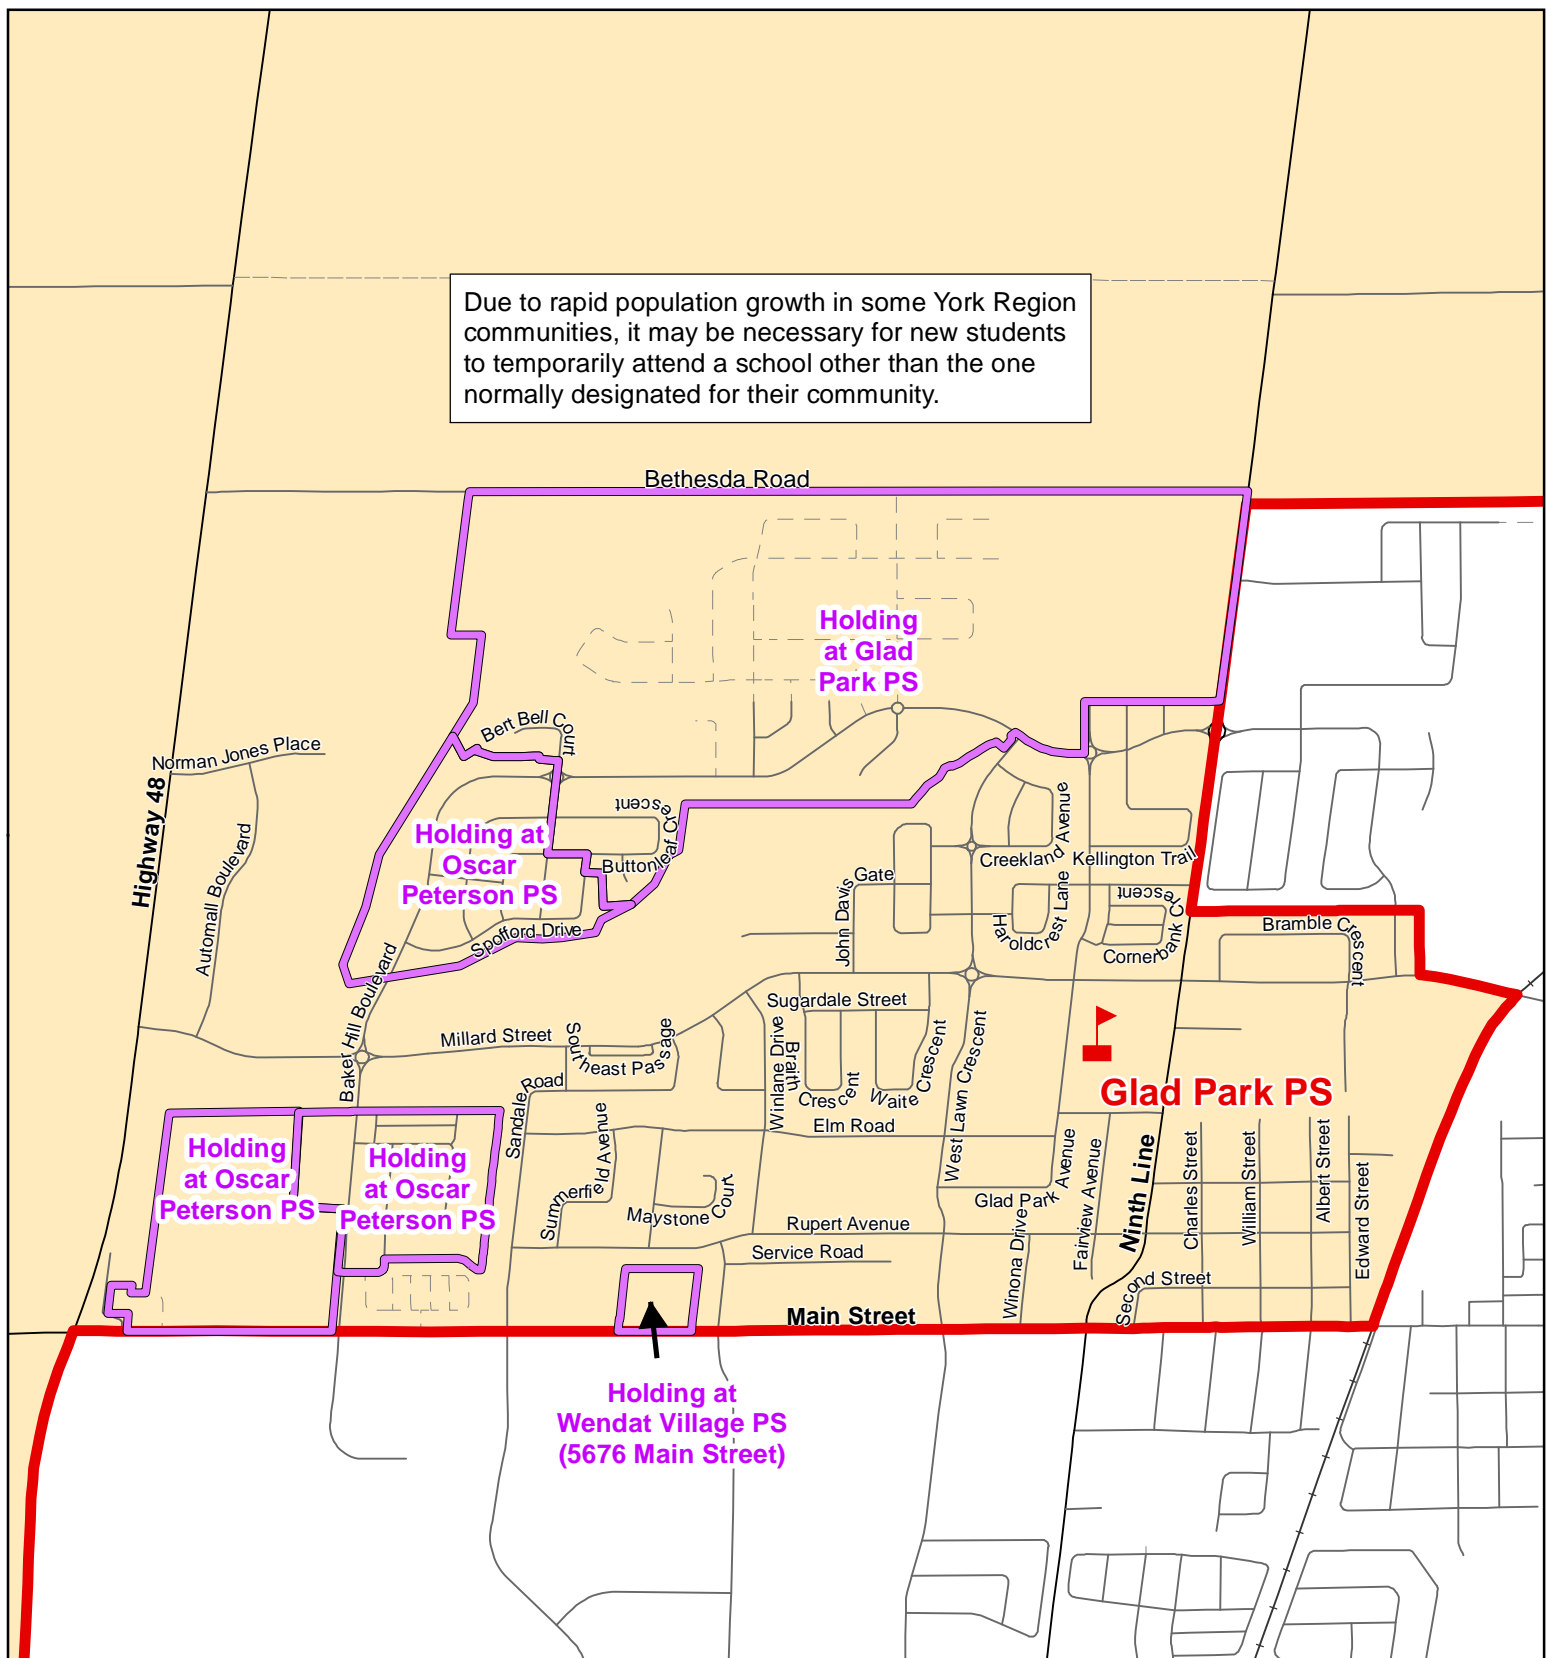 Due to rapid population growth in some York Region
communities, it may be necessary for new students
to temporarily attend a school other than the one
normally designated for their community.
Bethesda Road
Holding
at Glad
Park PS
Bert Bell Court
Norman Jones Place
Highway 48
Automall Boulevard
Holding at
Oscar
Peterson PS
Buttonleaf Crescent
Spofford Drive
Baker Hill Boulevard
Creekland Avenue
Kellington Trail
John Davis Gate
Haroldcrest Lane
Cornerbank Crescent
Bramble Crescent
Sugardale Street
Millard Street
Southeast Passage
Winlane Drive
Braith Crescent
Waite Crescent
West Lawn Crescent
Glad Park PS
Sandale Road
Elm Road
Summerfield Avenue
Maystone Court
Glad Park Avenue
Fairview Avenue
Ninth Line
Charles Street
William Street
Albert Street
Edward Street
Holding
at Oscar
Peterson PS
Holding
at Oscar
Peterson PS
Rupert Avenue
Service Road
Winona Drive
Second Street
Main Street
Holding at
Wendat Village PS
(5676 Main Street)